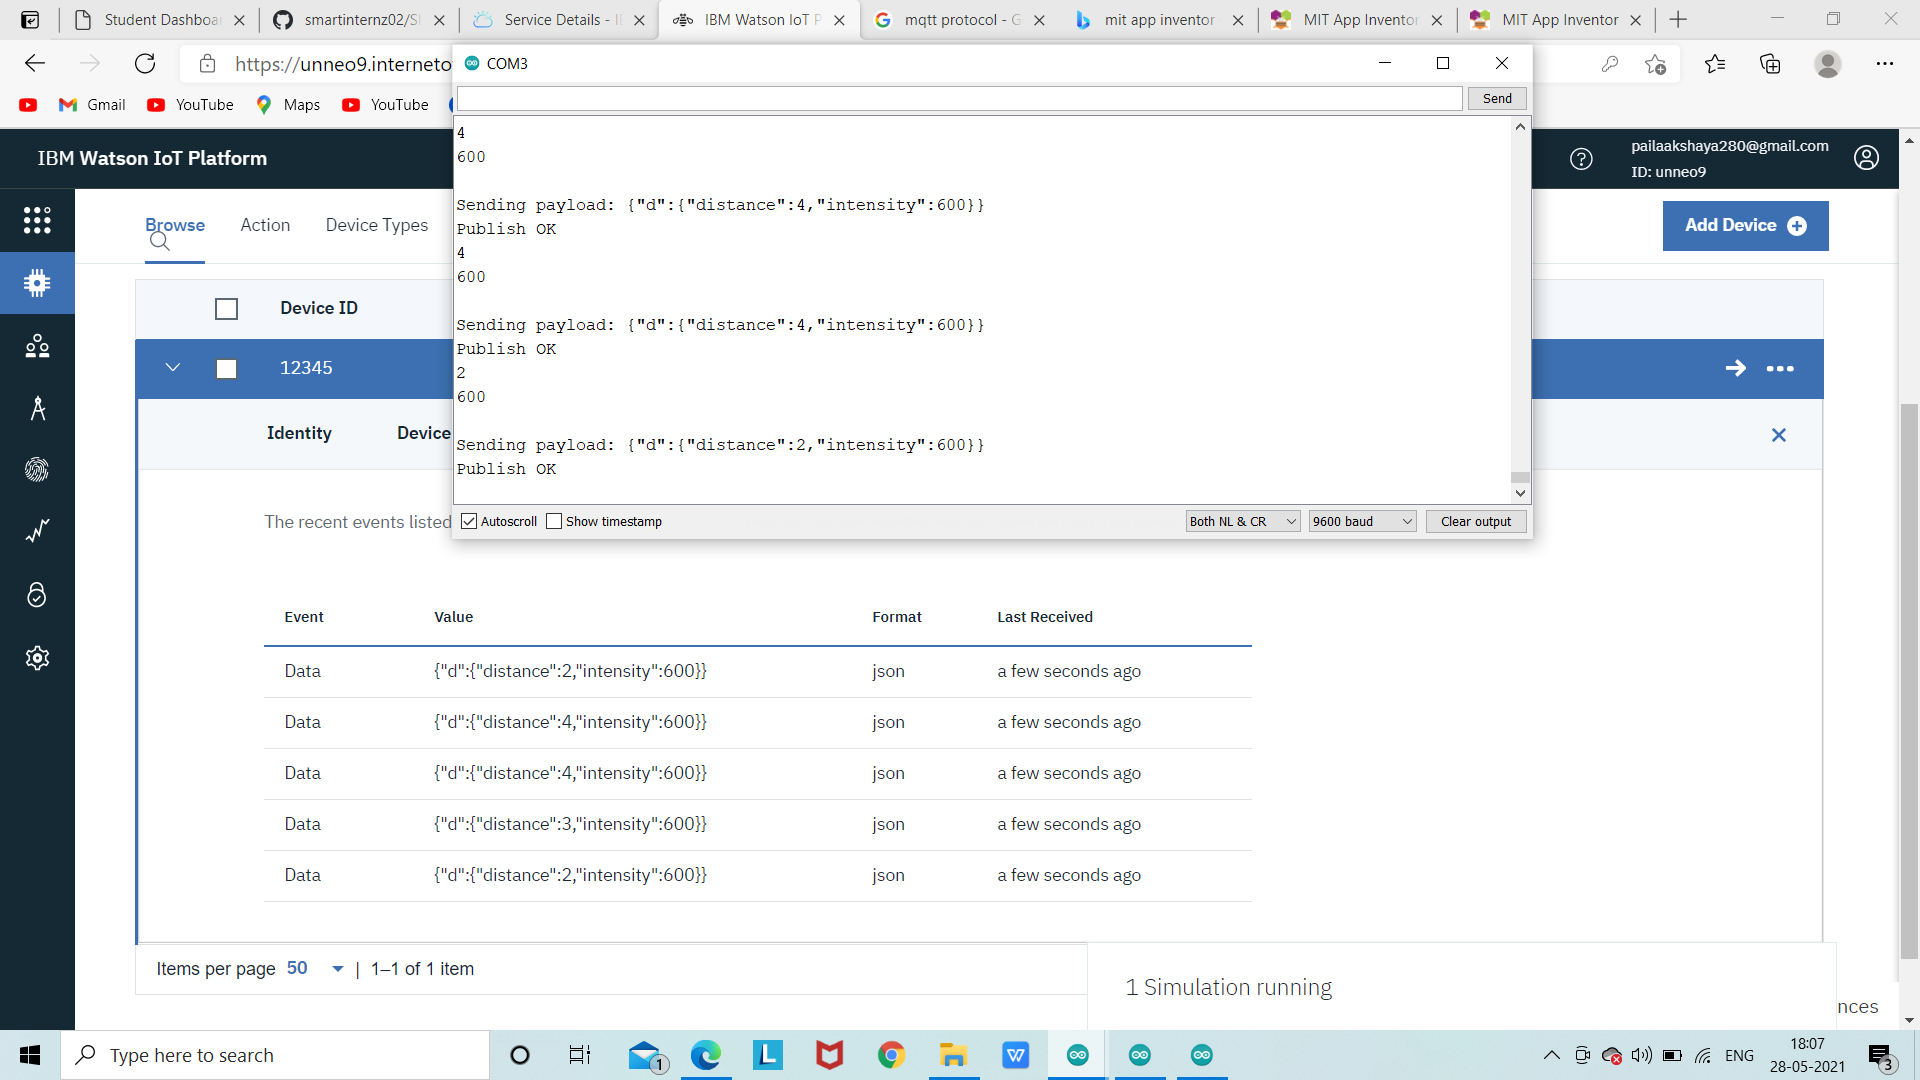 Student Dashboa
smartinternz02/SI
Service Details - IB
IBM Watson IoT P
mqtt protocol - G
mit app inventor
MIT App Inventor
MIT App Inventor
https://unneo9.interneto
COM3
Gmail
YouTube
Maps
YouTube
Send
IBM Watson IoT Platform
pailaakshaya280@gmail.com
ID: unneo9
Browse
Action
Device Types
Add Device
4
600
Sending payload: {"d":{"distance":4,"intensity":600}}
Publish OK
4
600
Sending payload: {"d":{"distance":4,"intensity":600}}
Publish OK
2
600
Sending payload: {"d":{"distance":2,"intensity":600}}
Publish OK
Autoscroll
Show timestamp
Both NL & CR
9600 baud
Clear output
Device ID
12345
Identity
Device
The recent events listed
Event Value Format Last Received
Data {"d":{"distance":2,"intensity":600}} json a few seconds ago
Data {"d":{"distance":4,"intensity":600}} json a few seconds ago
Data {"d":{"distance":4,"intensity":600}} json a few seconds ago
Data {"d":{"distance":3,"intensity":600}} json a few seconds ago
Data {"d":{"distance":2,"intensity":600}} json a few seconds ago
Items per page 50 | 1–1 of 1 item
1 Simulation running
nces
Type here to search
1
L
W
ENG
18:07
28-05-2021
3